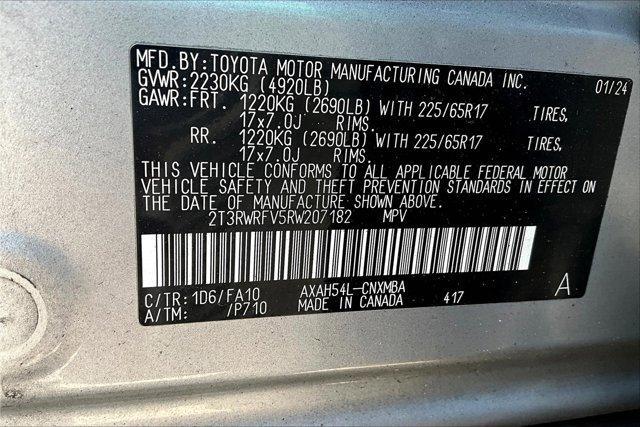 MFD.BY:TOYOTA MOTOR MANUFACTURING CANADA INC.
GVWR:2230KG (4920LB) 01/24
GAWR:FRT. 1220KG (2690LB) WITH 225/65R17 TIRES,
17x7.0J RIMS.
RR. 1220KG (2690LB) WITH 225/65R17 TIRES,
17x7.0J RIMS.
THIS VEHICLE CONFORMS TO ALL APPLICABLE FEDERAL MOTOR
VEHICLE SAFETY AND THEFT PREVENTION STANDARDS IN EFFECT ON
THE DATE OF MANUFACTURE SHOWN ABOVE.
2T3RWRFV5RW207182 MPV
C/TR: 1D6/FA10 AXAH54L-CNXMBA A
A/TM: /P710 MADE IN CANADA 417